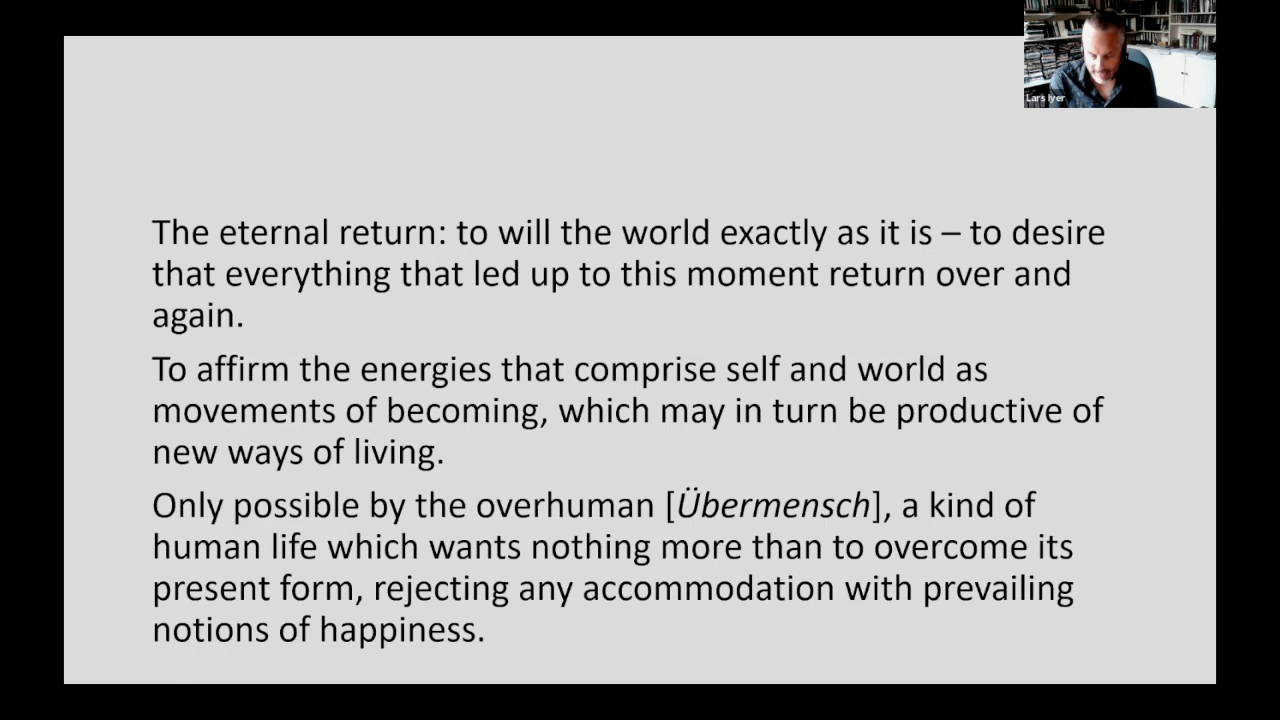 Lars Iyer
The eternal return: to will the world exactly as it is – to desire
that everything that led up to this moment return over and
again.
To affirm the energies that comprise self and world as
movements of becoming, which may in turn be productive of
new ways of living.
Only possible by the overhuman [Übermensch], a kind of
human life which wants nothing more than to overcome its
present form, rejecting any accommodation with prevailing
notions of happiness.